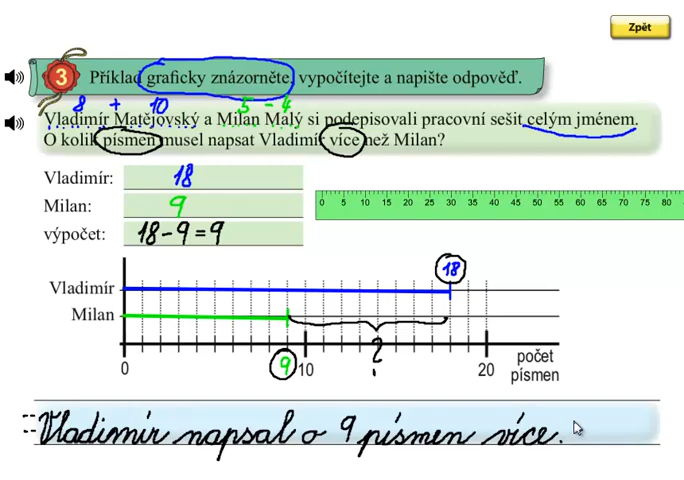 Zpět
3 Příklad graficky znázorněte, vypočítejte a napište odpověď.
8 + 10 5 - 4
Vladimír Matějovský a Milan Malý si podepisovali pracovní sešit celým jménem.
O kolik písmen musel napsat Vladimír více než Milan?
Vladimír: 18
Milan: 9
výpočet: 18-9=9
0 5 10 15 20 25 30 35 40 45 50 55 60 65 70 75 80
18
Vladimír
Milan
?
0 9 10 20 počet
písmen
Vladimír napsal o 9 písmen více.